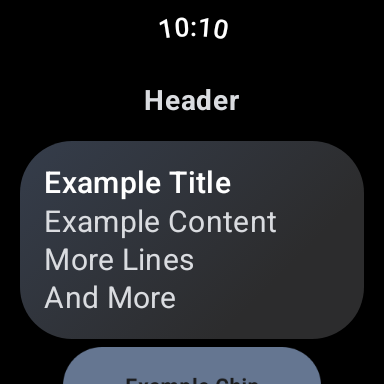 10:10
Header
Example Title
Example Content
More Lines
And More
Example Chip